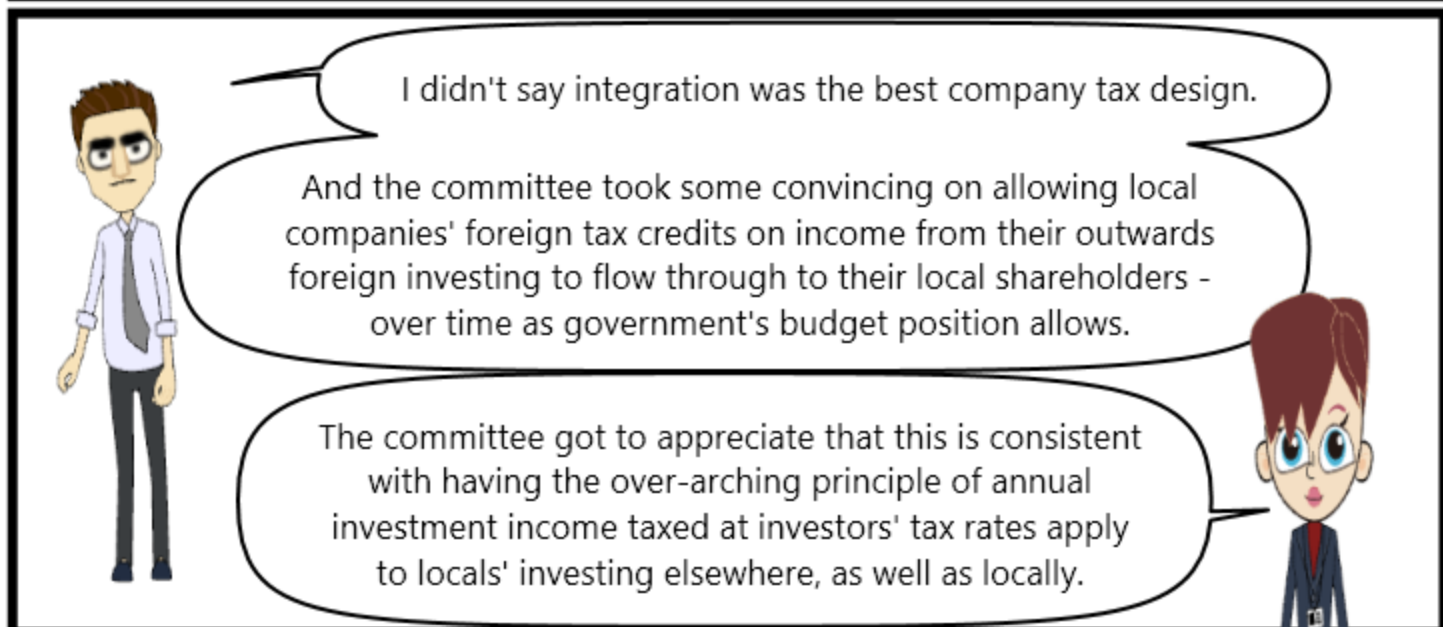 I didn't say integration was the best company tax design.
And the committee took some convincing on allowing local
companies' foreign tax credits on income from their outwards
foreign investing to flow through to their local shareholders -
over time as government's budget position allows.
The committee got to appreciate that this is consistent
with having the over-arching principle of annual
investment income taxed at investors' tax rates apply
to locals' investing elsewhere, as well as locally.